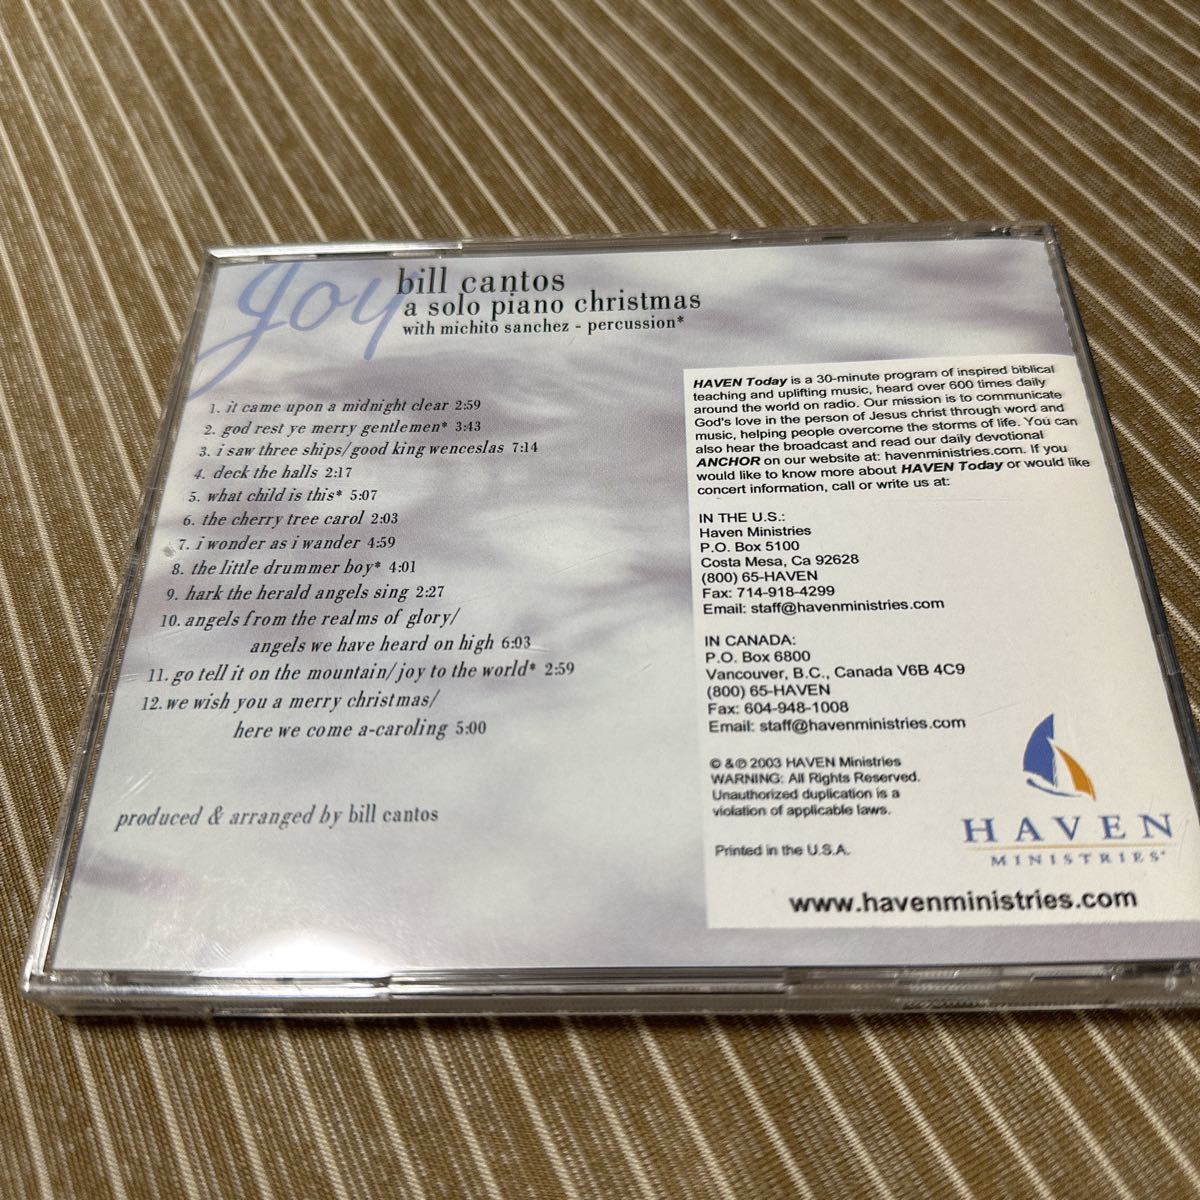 joy
bill cantos
a solo piano christmas
with michito sanchez - percussion*
1. it came upon a midnight clear 2:59
2. god rest ye merry gentlemen* 3:43
3. i saw three ships/good king wenceslas 7:14
4. deck the halls 2:17
5. what child is this* 5:07
6. the cherry tree carol 2:03
7. i wonder as i wander 4:59
8. the little drummer boy* 4:01
9. hark the herald angels sing 2:27
10. angels from the realms of glory/
angels we have heard on high 6:03
11. go tell it on the mountain/joy to the world* 2:59
12. we wish you a merry christmas/
here we come a-caroling 5:00
produced & arranged by bill cantos
HAVEN Today is a 30-minute program of inspired biblical
teaching and uplifting music, heard over 600 times daily
around the world on radio. Our mission is to communicate
God's love in the person of Jesus christ through word and
music, helping people overcome the storms of life. You can
also hear the broadcast and read our daily devotional
ANCHOR on our website at: havenministries.com. If you
would like to know more about HAVEN Today or would like
concert information, call or write us at:
IN THE U.S.:
Haven Ministries
P.O. Box 5100
Costa Mesa, Ca 92628
(800) 65-HAVEN
Fax: 714-918-4299
Email: staff@havenministries.com
IN CANADA:
P.O. Box 6800
Vancouver, B.C., Canada V6B 4C9
(800) 65-HAVEN
Fax: 604-948-1008
Email: staff@havenministries.com
© & ℗ 2003 HAVEN Ministries
WARNING: All Rights Reserved.
Unauthorized duplication is a
violation of applicable laws.
Printed in the U.S.A.
HAVEN
MINISTRIES
www.havenministries.com